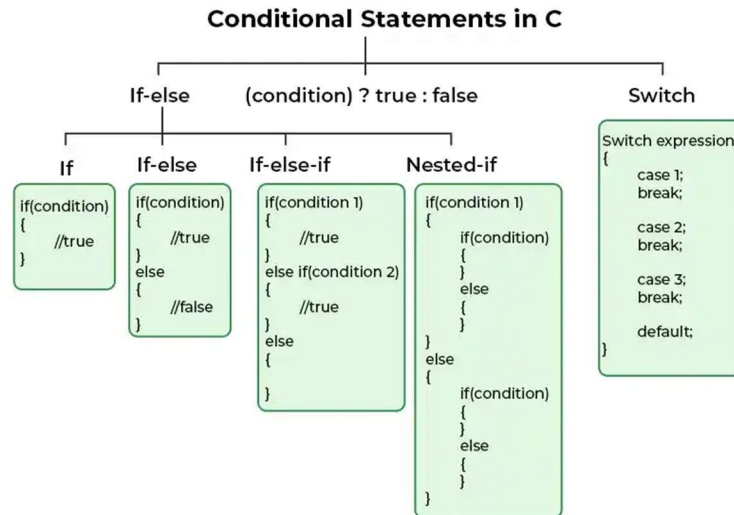 Conditional Statements in C
If-else
(condition) ? true : false
Switch
If
If-else
If-else-if
Nested-if
if(condition)
{
//true
}
if(condition)
{
//true
}
else
{
//false
}
if(condition 1)
{
//true
}
else if(condition 2)
{
//true
}
else
{
}
if(condition 1)
{
if(condition)
{
}
else
{
}
}
else
{
if(condition)
{
}
else
{
}
}
Switch expression
{
case 1;
break;
case 2;
break;
case 3;
break;
default;
}